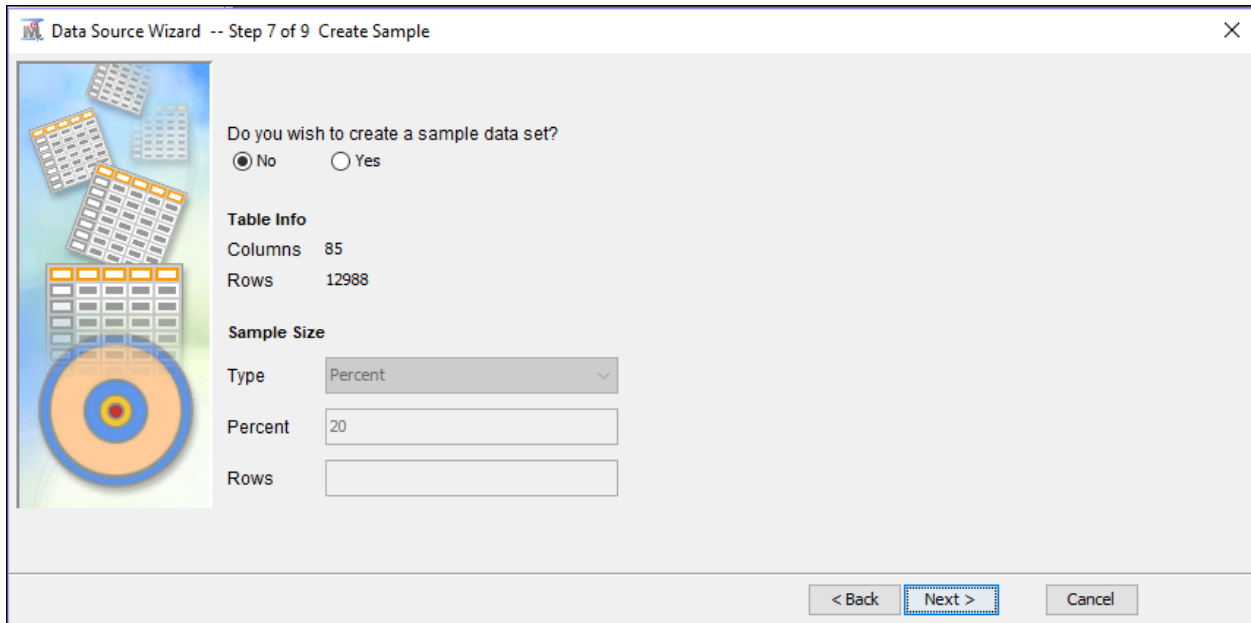 Data Source Wizard -- Step 7 of 9 Create Sample
Do you wish to create a sample data set?
No Yes
Table Info
Columns 85
Rows 12988
Sample Size
Type Percent
Percent 20
Rows
< Back Next > Cancel